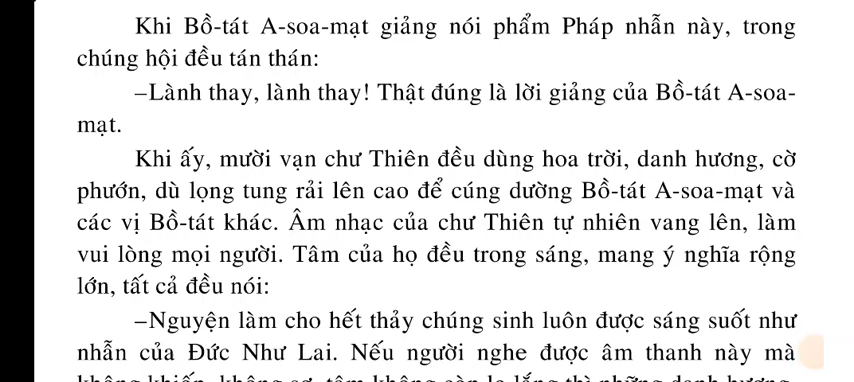 Khi Bồ-tát A-soa-mạt giảng nói phẩm Pháp nhẫn này, trong
chúng hội đều tán thán:
–Lành thay, lành thay! Thật đúng là lời giảng của Bồ-tát A-soa-
mạt.
Khi ấy, mười vạn chư Thiên đều dùng hoa trời, danh hương, cờ
phướn, dù lọng tung rải lên cao để cúng dường Bồ-tát A-soa-mạt và
các vị Bồ-tát khác. Âm nhạc của chư Thiên tự nhiên vang lên, làm
vui lòng mọi người. Tâm của họ đều trong sáng, mang ý nghĩa rộng
lớn, tất cả đều nói:
–Nguyện làm cho hết thảy chúng sinh luôn được sáng suốt như
nhẫn của Đức Như Lai. Nếu người nghe được âm thanh này mà